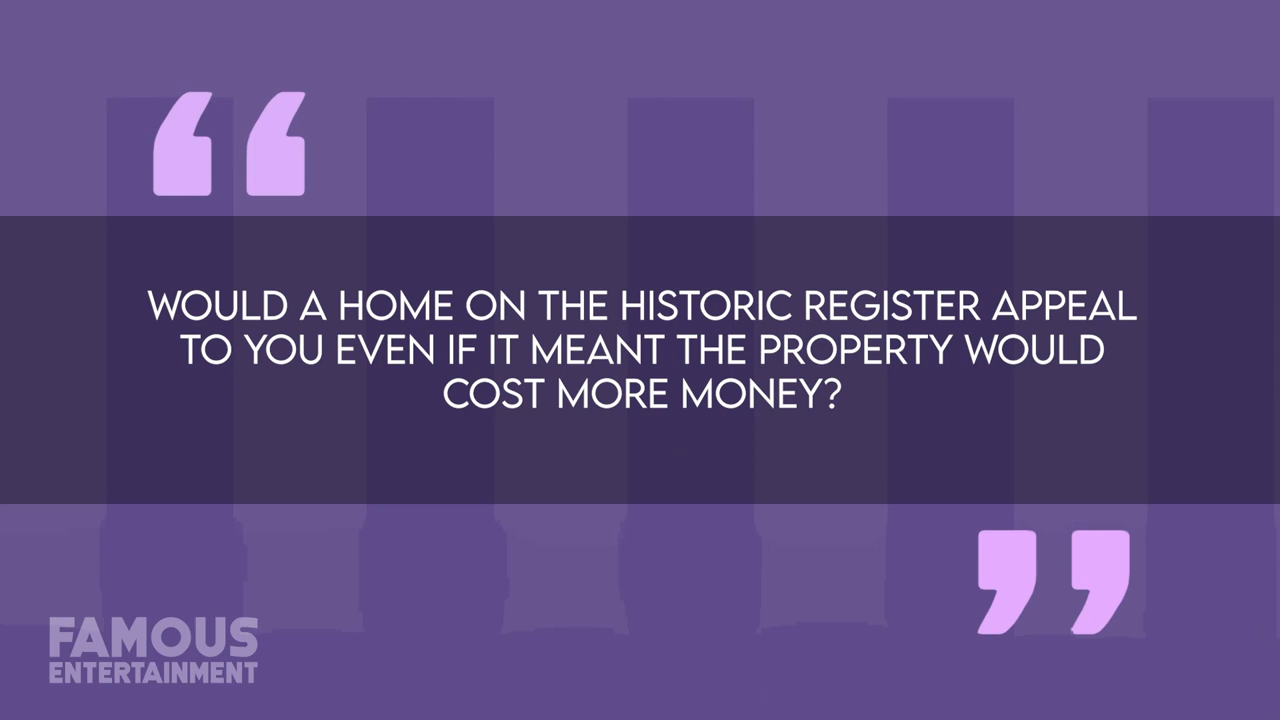 WOULD A HOME ON THE HISTORIC REGISTER APPEAL
TO YOU EVEN IF IT MEANT THE PROPERTY WOULD
COST MORE MONEY?
FAMOUS
ENTERTAINMENT